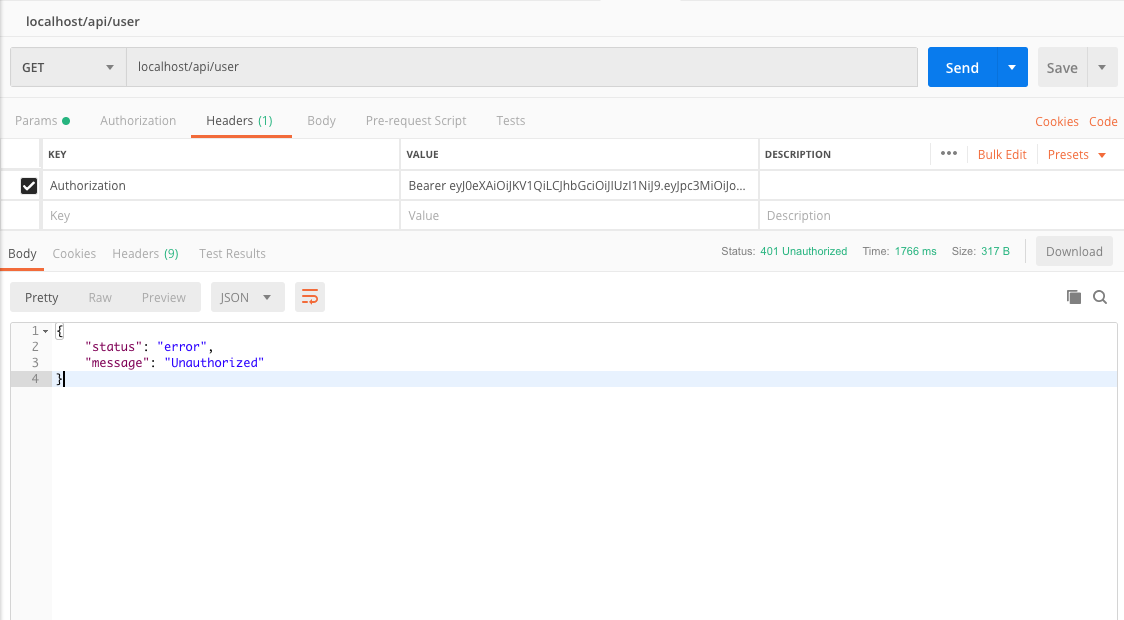 localhost/api/user
GET localhost/api/user Send Save
Params Authorization Headers (1) Body Pre-request Script Tests Cookies Code
KEY VALUE DESCRIPTION ••• Bulk Edit Presets
Authorization Bearer eyJ0eXAiOiJKV1QiLCJhbGciOiJIUzI1NiJ9.eyJpc3MiOiJo...
Key Value Description
Body Cookies Headers (9) Test Results Status: 401 Unauthorized Time: 1766 ms Size: 317 B Download
Pretty Raw Preview JSON
1 {
2 "status": "error",
3 "message": "Unauthorized"
4 }